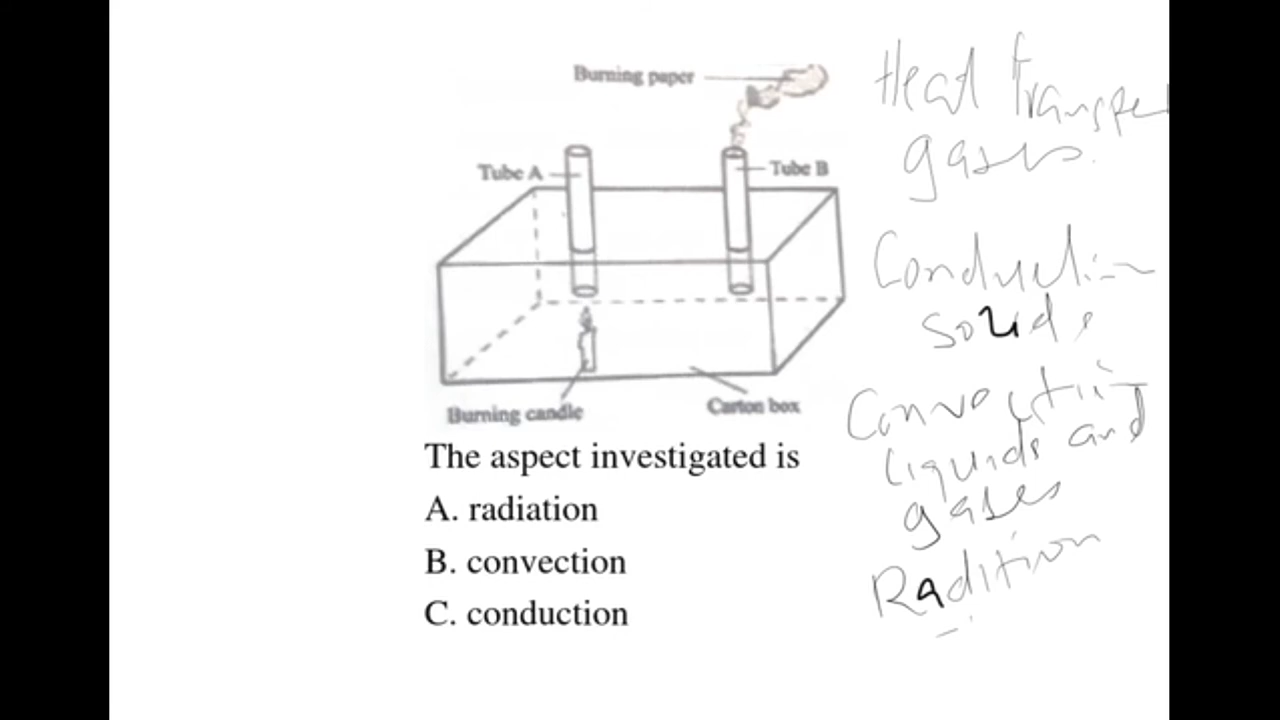 Burning paper
Tube A
Tube B
Burning candle
Carton box
The aspect investigated is
A. radiation
B. convection
C. conduction
Heat transfe
gases.
Conduction
solids
Convection
liquids and
gases
Radition